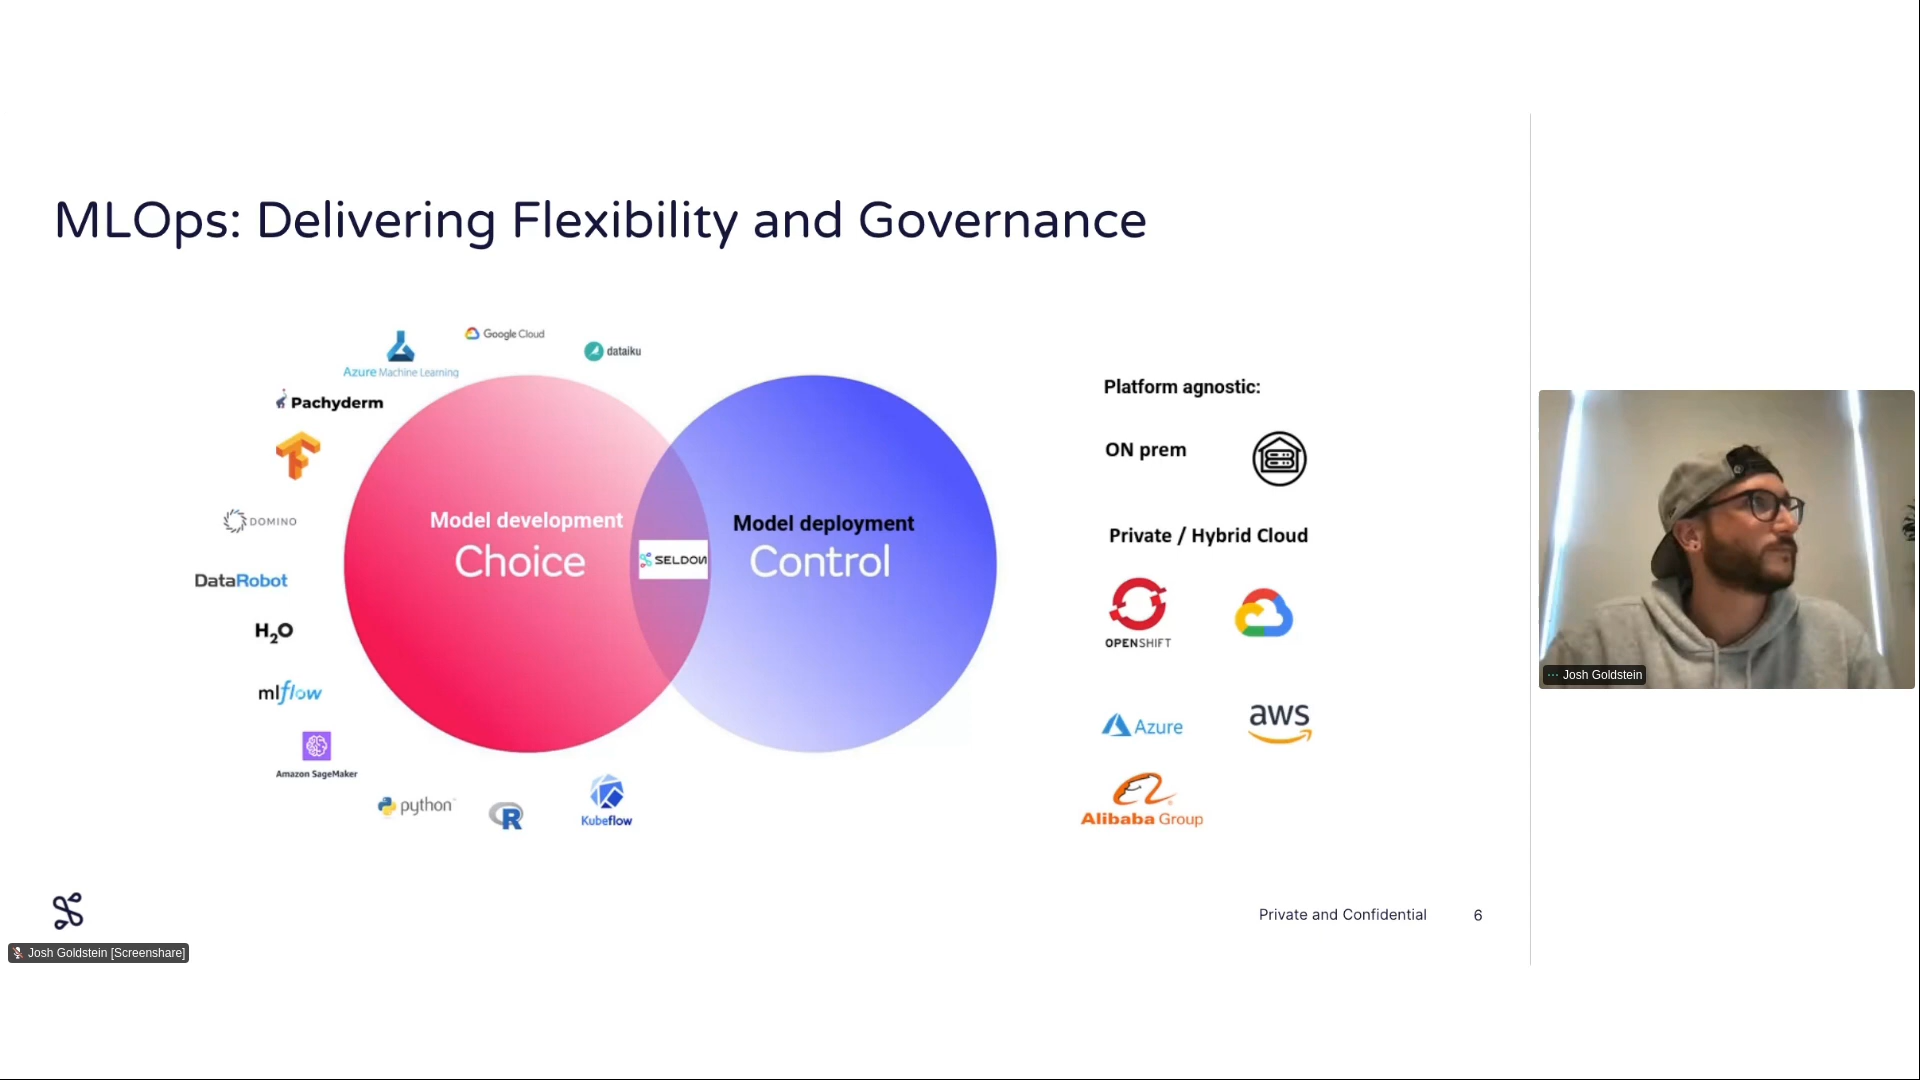 MLOps: Delivering Flexibility and Governance
Google Cloud
dataiku
Azure Machine Learning
Pachyderm
DOMINO
DataRobot
H2O
mlflow
Amazon SageMaker
python
R
Kubeflow
Model development
Choice
SELDON
Model deployment
Control
Platform agnostic:
ON prem
Private / Hybrid Cloud
OPENSHIFT
Azure
aws
Alibaba Group
Private and Confidential
6
Josh Goldstein [Screenshare]
Josh Goldstein